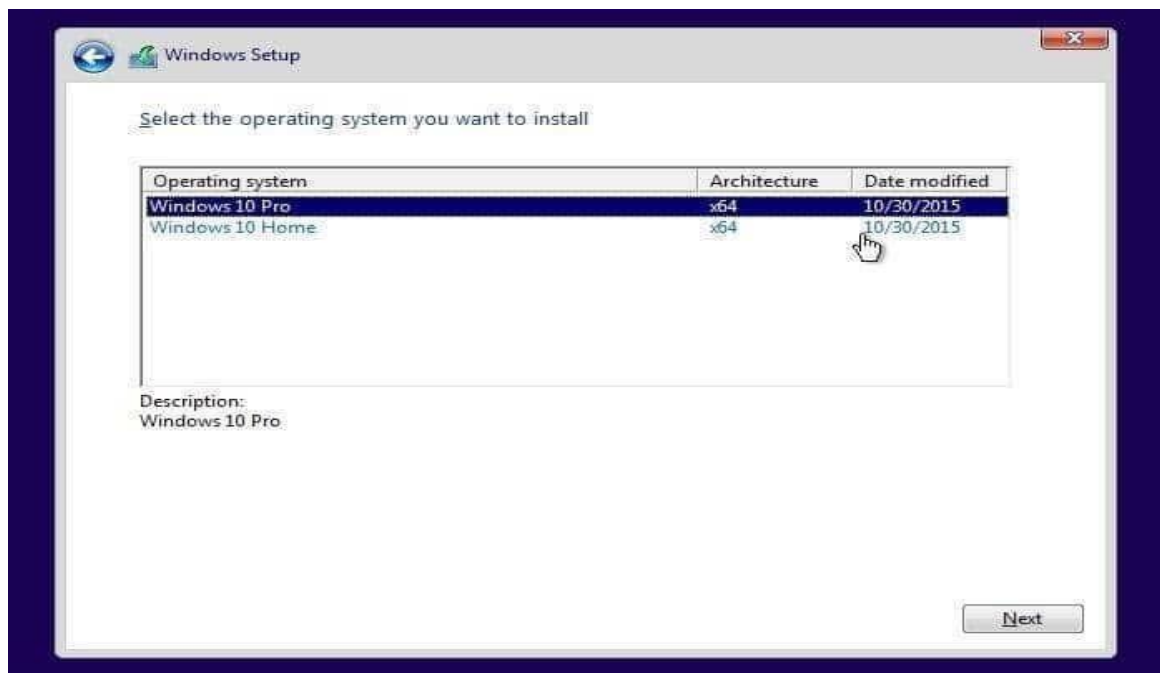 Windows Setup
Select the operating system you want to install
Operating system Architecture Date modified
Windows 10 Pro x64 10/30/2015
Windows 10 Home x64 10/30/2015
Description:
Windows 10 Pro
Next